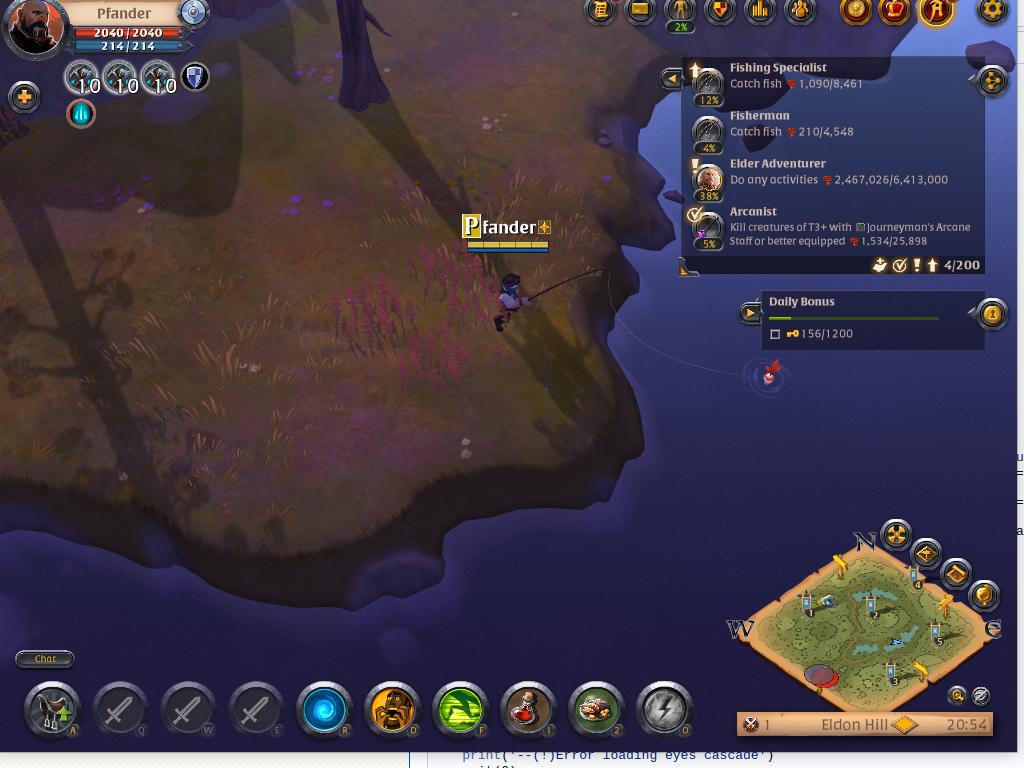 Pfander
2040/2040
214/214
10 10 10
2%
Fishing Specialist
Catch fish 1,090/8,461
12%
Fisherman
Catch fish 210/4,548
4%
Elder Adventurer
Do any activities 2,467,026/6,413,000
38%
Arcanist
Kill creatures of T3+ with Journeyman's Arcane
Staff or better equipped 1,534/25,898
5%
4/200
Pfander
Daily Bonus
156/1200
N
W
E
1
2
3
4
5
Chat
A Q W E R D F 1 2 O
1 Eldon Hill 20:54
print('--(!)Error loading eyes cascade')